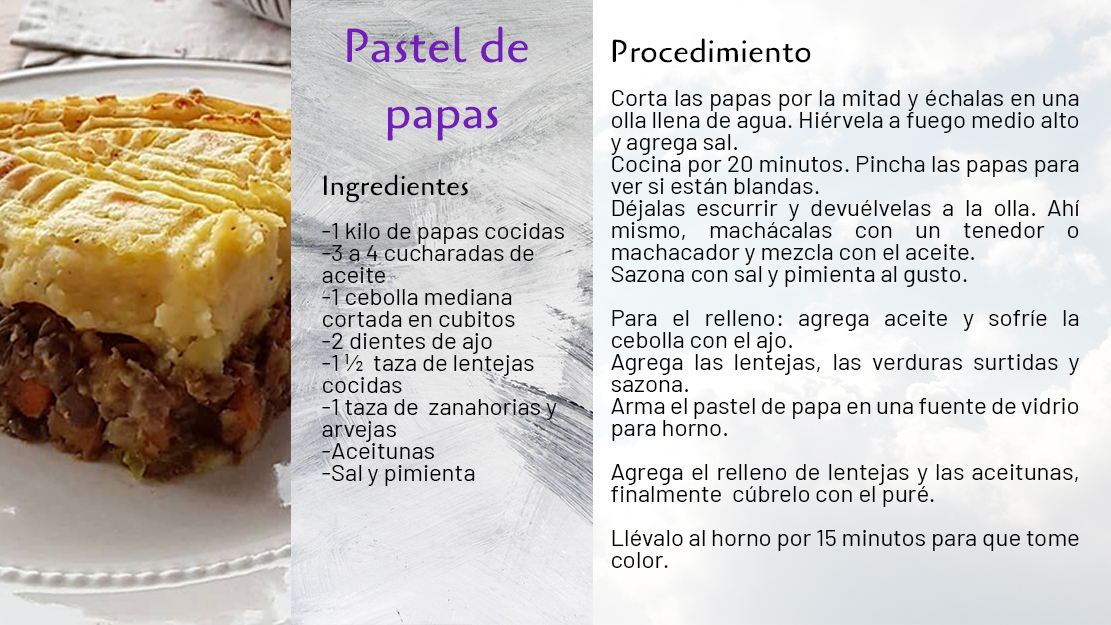 Pastel de
papas
Ingredientes
-1 kilo de papas cocidas
-3 a 4 cucharadas de
aceite
-1 cebolla mediana
cortada en cubitos
-2 dientes de ajo
-1 ½  taza de lentejas
cocidas
-1 taza de  zanahorias y
arvejas
-Aceitunas
-Sal y pimienta
Procedimiento
Corta las papas por la mitad y échalas en una
olla llena de agua. Hiérvela a fuego medio alto
y agrega sal.
Cocina por 20 minutos. Pincha las papas para
ver si están blandas.
Déjalas escurrir y devuélvelas a la olla. Ahí
mismo, machácalas con un tenedor o
machacador y mezcla con el aceite.
Sazona con sal y pimienta al gusto.
Para el relleno: agrega aceite y sofríe la
cebolla con el ajo.
Agrega las lentejas, las verduras surtidas y
sazona.
Arma el pastel de papa en una fuente de vidrio
para horno.
Agrega el relleno de lentejas y las aceitunas,
finalmente  cúbrelo con el puré.
Llévalo al horno por 15 minutos para que tome
color.